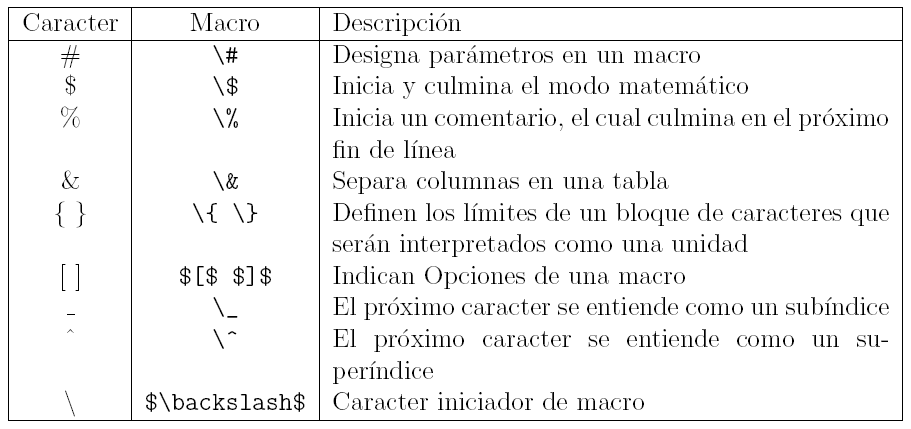 Caracter Macro Descripción
# \# Designa parámetros en un macro
$ \$ Inicia y culmina el modo matemático
% \% Inicia un comentario, el cual culmina en el próximo
fin de línea
& \& Separa columnas en una tabla
{ } \{ \} Definen los límites de un bloque de caracteres que
serán interpretados como una unidad
[ ] $[$ $]$ Indican Opciones de una macro
_ \_ El próximo caracter se entiende como un subíndice
^ \^ El próximo caracter se entiende como un su-
períndice
\ $\backslash$ Caracter iniciador de macro